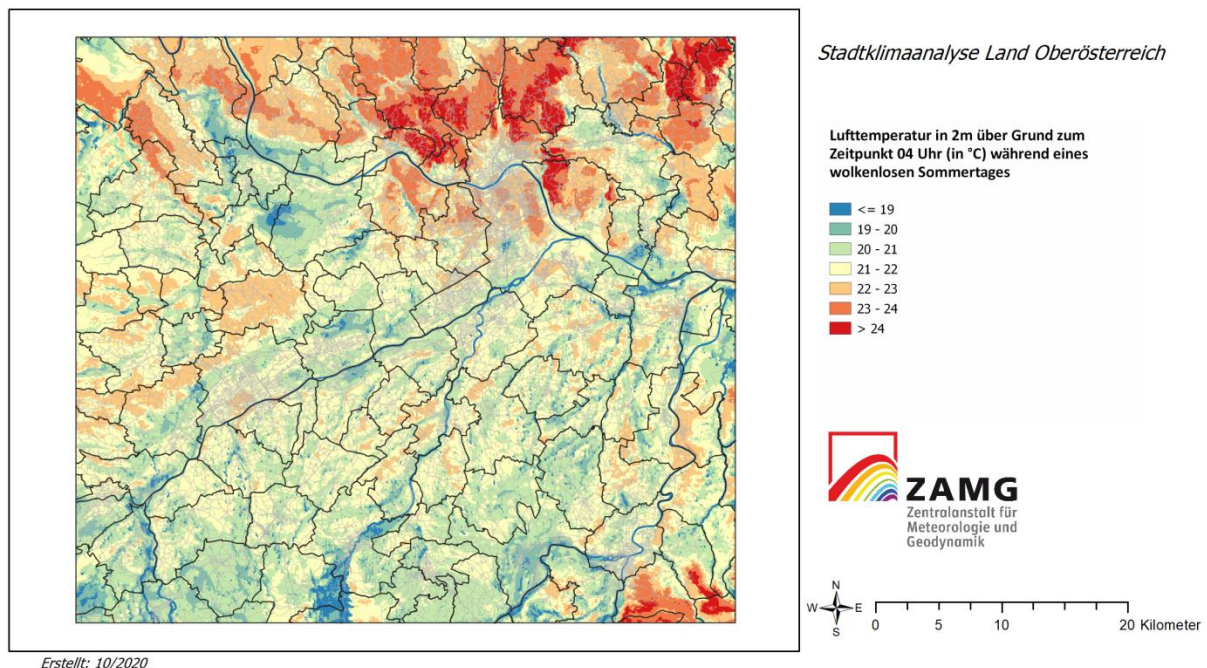 Stadtklimaanalyse Land Oberösterreich
Lufttemperatur in 2m über Grund zum
Zeitpunkt 04 Uhr (in °C) während eines
wolkenlosen Sommertages
<= 19
19 - 20
20 - 21
21 - 22
22 - 23
23 - 24
> 24
ZAMG
Zentralanstalt für
Meteorologie und
Geodynamik
N
W E
S
0 5 10 20 Kilometer
Erstellt: 10/2020